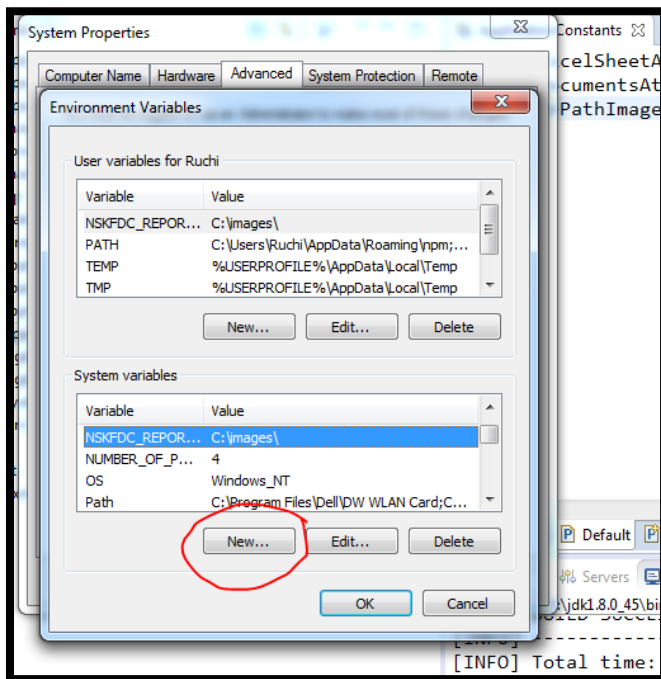 System Properties
Constants
Computer Name Hardware Advanced System Protection Remote
celSheetA
cumentsAt
PathImage
Environment Variables
User variables for Ruchi
Variable Value
NSKFDC_REPOR... C:\images\
PATH C:\Users\Ruchi\AppData\Roaming\npm;...
TEMP %USERPROFILE%\AppData\Local\Temp
TMP %USERPROFILE%\AppData\Local\Temp
New... Edit... Delete
System variables
Variable Value
NSKFDC_REPOR... C:\images\
NUMBER_OF_P... 4
OS Windows_NT
Path C:\Program Files\Dell\DW WLAN Card;C...
New... Edit... Delete
Default
Servers
OK Cancel
\jdk1.8.0_45\bi
BUILD SUCCE
[INFO] ------------
[INFO] Total time: